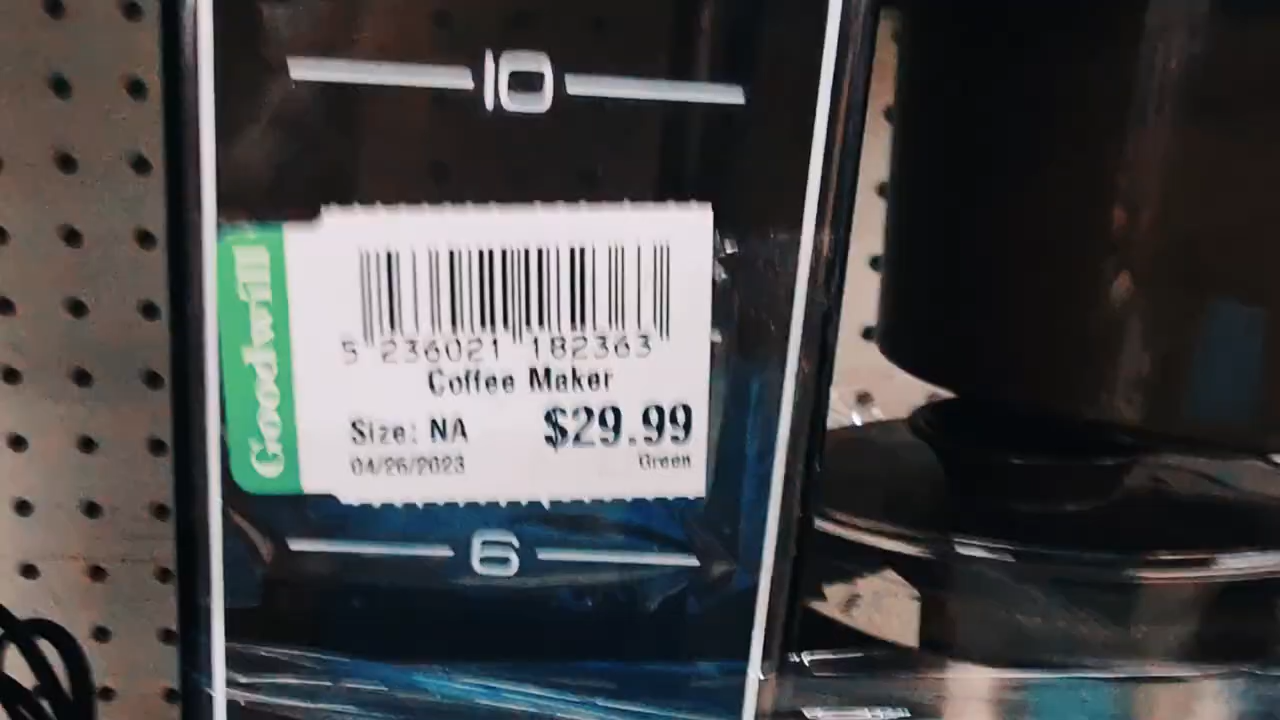 10
Goodwill
5 236021 182363
Coffee Maker
Size: NA $29.99
04/26/2023 Green
6